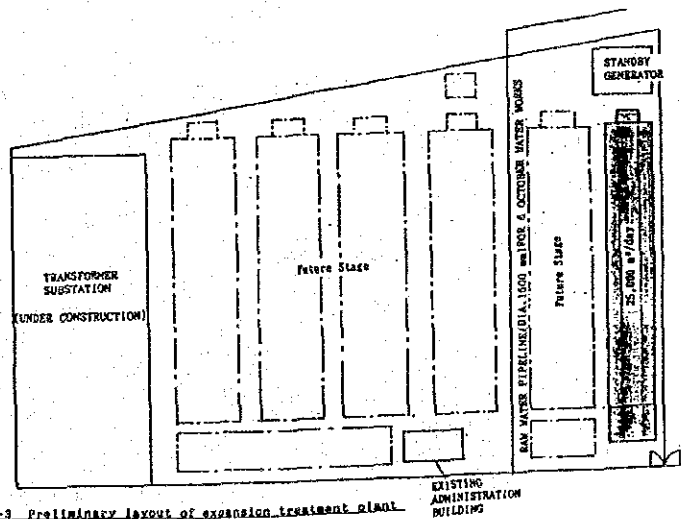 STANDBY
GENERATOR
RAW WATER PIPELINE(DIA.1500 mm)FOR 6 OCTOBER WATER WORKS
25,000 m³/day
Future Stage
Future Stage
TRANSFORMER
SUBSTATION
(UNDER CONSTRUCTION)
EXISTING
ADMINISTRATION
BUILDING
-3 Preliminary layout of expansion treatment plant